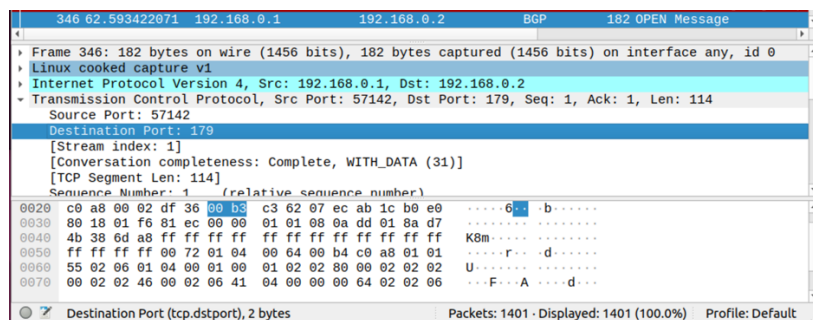 346 62.593422071 192.168.0.1 192.168.0.2 BGP 182 OPEN Message
Frame 346: 182 bytes on wire (1456 bits), 182 bytes captured (1456 bits) on interface any, id 0
Linux cooked capture v1
Internet Protocol Version 4, Src: 192.168.0.1, Dst: 192.168.0.2
Transmission Control Protocol, Src Port: 57142, Dst Port: 179, Seq: 1, Ack: 1, Len: 114
Source Port: 57142
Destination Port: 179
[Stream index: 1]
[Conversation completeness: Complete, WITH_DATA (31)]
[TCP Segment Len: 114]
Sequence Number: 1 (relative sequence number)
0020 c0 a8 00 02 df 36 00 b3 c3 62 07 ec ab 1c b0 e0 ·····6·· ·b······
0030 80 18 01 f6 81 ec 00 00 01 01 08 0a dd 01 8a d7 ········ ········
0040 4b 38 6d a8 ff ff ff ff ff ff ff ff ff ff ff ff K8m····· ········
0050 ff ff ff ff 00 72 01 04 00 64 00 b4 c0 a8 01 01 ·····r·· ·d······
0060 55 02 06 01 04 00 01 00 01 02 02 80 00 02 02 02 U······· ········
0070 00 02 02 46 00 02 06 41 04 00 00 00 64 02 02 06 ···F···A ····d···
Destination Port (tcp.dstport), 2 bytes Packets: 1401 · Displayed: 1401 (100.0%) Profile: Default